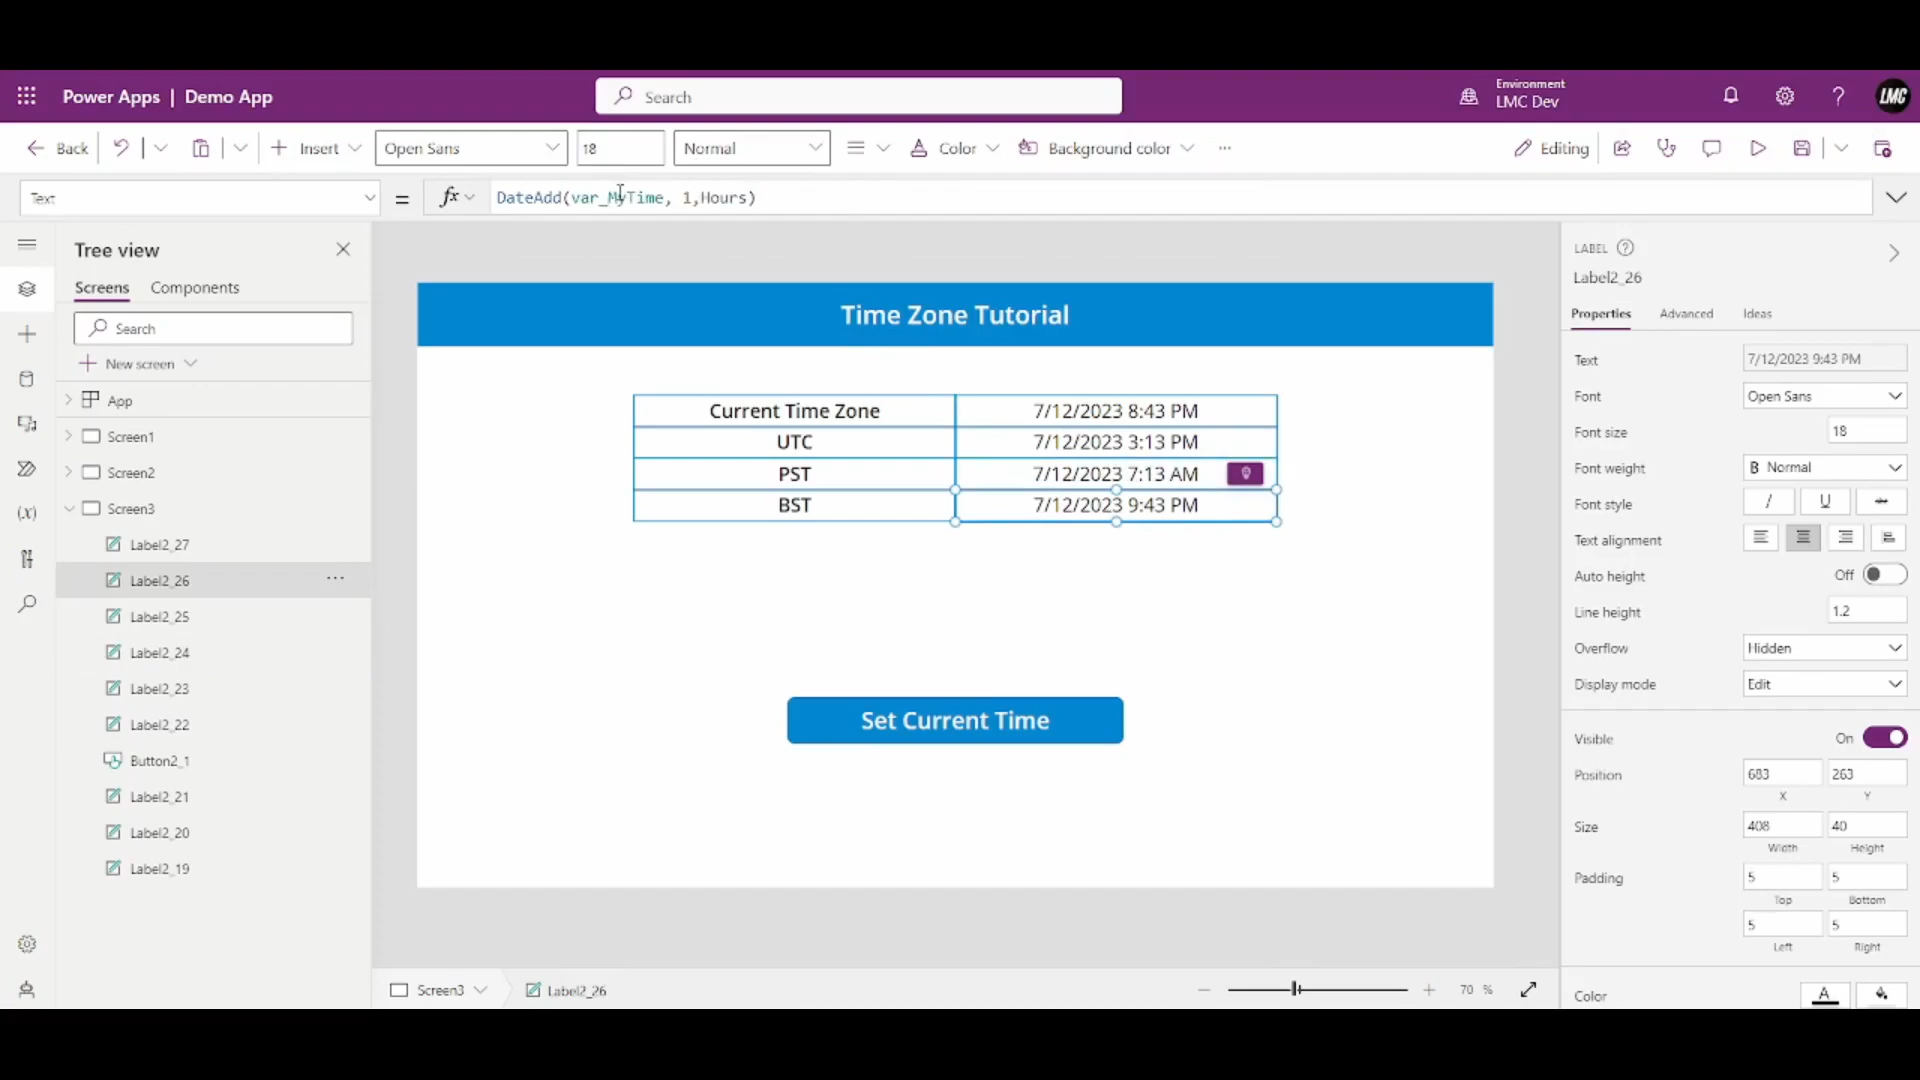 Power Apps | Demo App
Search
Environment
LMC Dev
LMC
Back
Insert
Open Sans
18
Normal
Color
Background color
...
Editing
Text
=
fx
DateAdd(var_MyTime, 1,Hours)
Tree view
Screens
Components
Search
New screen
App
Screen1
Screen2
Screen3
Label2_27
Label2_26
...
Label2_25
Label2_24
Label2_23
Label2_22
Button2_1
Label2_21
Label2_20
Label2_19
Time Zone Tutorial
Current Time Zone 7/12/2023 8:43 PM
UTC 7/12/2023 3:13 PM
PST 7/12/2023 7:13 AM
BST 7/12/2023 9:43 PM
Set Current Time
Screen3
Label2_26
70 %
LABEL
Label2_26
Properties
Advanced
Ideas
Text 7/12/2023 9:43 PM
Font Open Sans
Font size 18
Font weight B Normal
Font style / U
Text alignment
Auto height Off
Line height 1.2
Overflow Hidden
Display mode Edit
Visible On
Position 683 263
X Y
Size 408 40
Width Height
Padding 5 5
Top Bottom
5 5
Left Right
Color A